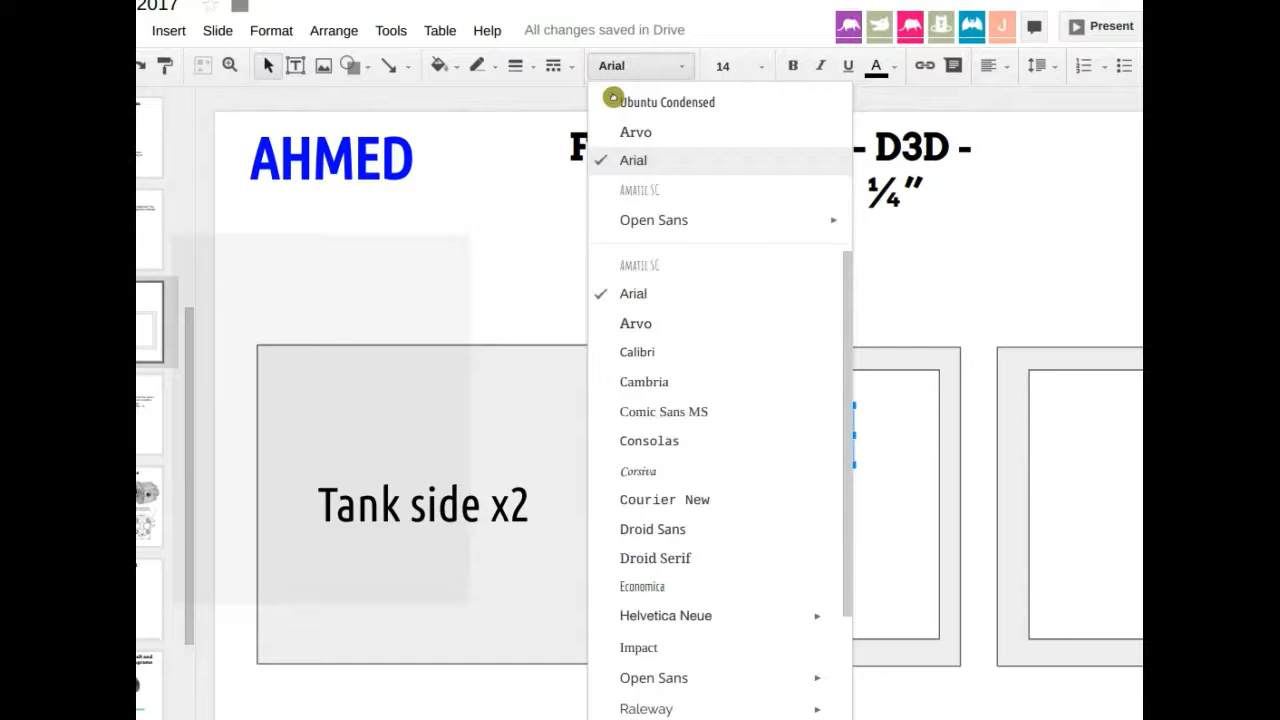 2017
Insert Slide Format Arrange Tools Table Help All changes saved in Drive
J
Present
Arial 14 B I U A
Ubuntu Condensed
Arvo
Arial
Amatic SC
Open Sans
Amatic SC
Arial
Arvo
Calibri
Cambria
Comic Sans MS
Consolas
Corsiva
Courier New
Droid Sans
Droid Serif
Economica
Helvetica Neue
Impact
Open Sans
Raleway
AHMED
- D3D -
¼”
Tank side x2